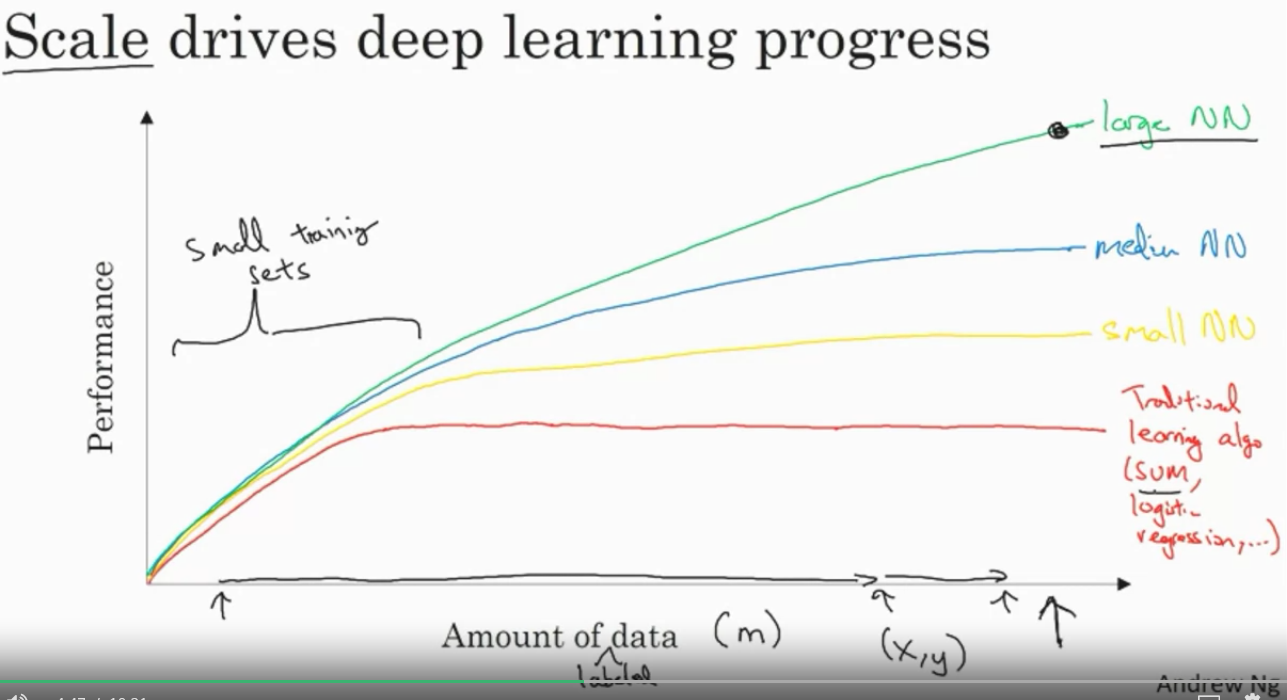 Scale drives deep learning progress
large NN
small training
sets
medium NN
Performance
small NN
Traditional
learning algo
(SVM,
logistic
regression,...)
Amount of data (m)
labeled
(x,y)
Andrew Ng